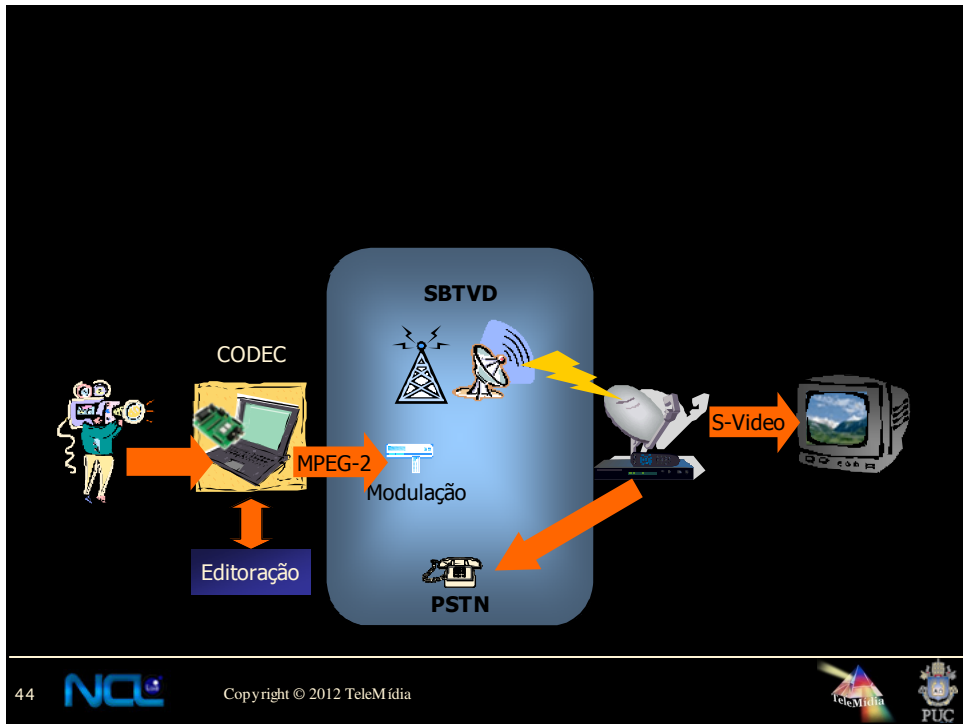 SBTVD
CODEC
S-Video
MPEG-2
Modulação
Editoração
PSTN
44
NCL
Copyright © 2012 TeleMídia
TeleMídia
PUC